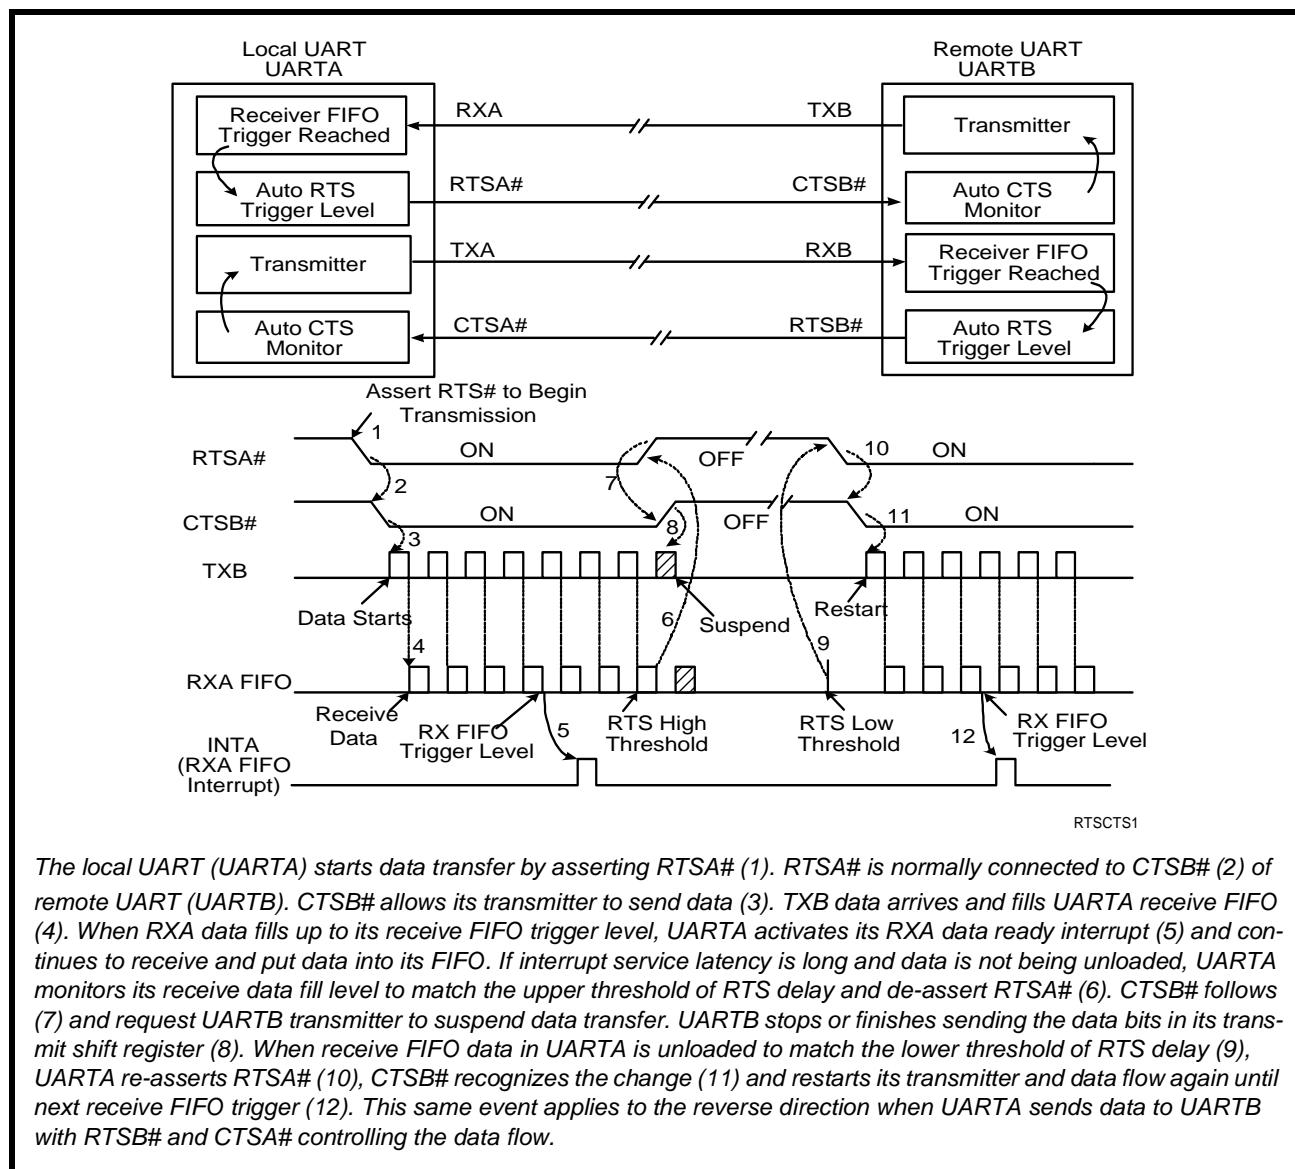 Local UART
UARTA
Remote UART
UARTB
Receiver FIFO
Trigger Reached
RXA
TXB
Transmitter
Auto RTS
Trigger Level
RTSA#
CTSB#
Auto CTS
Monitor
Transmitter
TXA
RXB
Receiver FIFO
Trigger Reached
Auto CTS
Monitor
CTSA#
RTSB#
Auto RTS
Trigger Level
Assert RTS# to Begin
Transmission
1
RTSA#
ON
OFF
10
ON
2
7
CTSB#
ON
8
OFF
11
ON
3
TXB
Data Starts
6
Suspend
Restart
4
9
RXA FIFO
Receive
Data
RX FIFO
Trigger Level
5
RTS High
Threshold
RTS Low
Threshold
12
RX FIFO
Trigger Level
INTA
(RXA FIFO
Interrupt)
RTSCTS1
The local UART (UARTA) starts data transfer by asserting RTSA# (1). RTSA# is normally connected to CTSB# (2) of
remote UART (UARTB). CTSB# allows its transmitter to send data (3). TXB data arrives and fills UARTA receive FIFO
(4). When RXA data fills up to its receive FIFO trigger level, UARTA activates its RXA data ready interrupt (5) and con-
tinues to receive and put data into its FIFO. If interrupt service latency is long and data is not being unloaded, UARTA
monitors its receive data fill level to match the upper threshold of RTS delay and de-assert RTSA# (6). CTSB# follows
(7) and request UARTB transmitter to suspend data transfer. UARTB stops or finishes sending the data bits in its trans-
mit shift register (8). When receive FIFO data in UARTA is unloaded to match the lower threshold of RTS delay (9),
UARTA re-asserts RTSA# (10), CTSB# recognizes the change (11) and restarts its transmitter and data flow again until
next receive FIFO trigger (12). This same event applies to the reverse direction when UARTA sends data to UARTB
with RTSB# and CTSA# controlling the data flow.